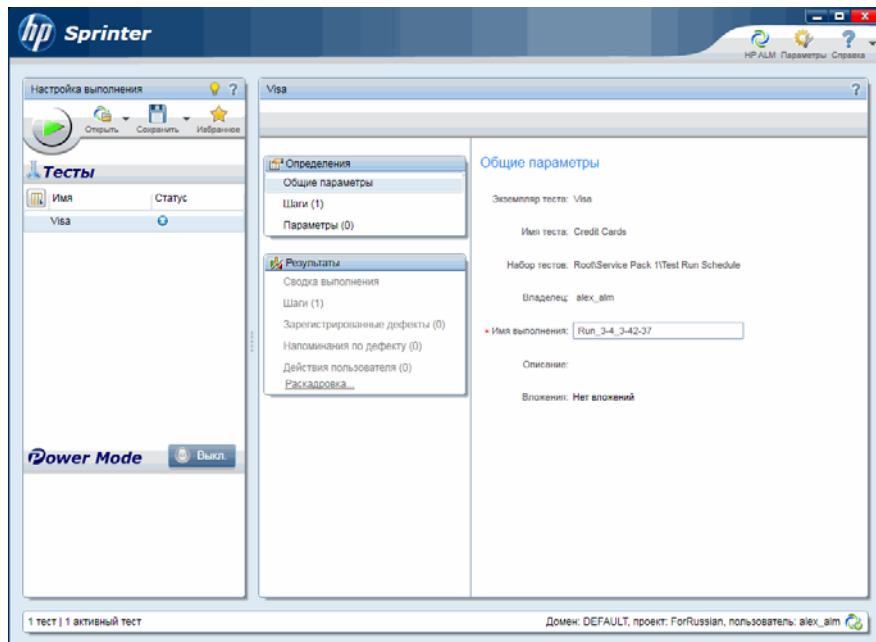 hp Sprinter
HP ALM Параметры Справка
Настройка выполнения ?
Открыть Сохранить Избранное
Тесты
Имя Статус
Visa
Power Mode Выкл.
Visa ?
Определения
Общие параметры
Шаги (1)
Параметры (0)
Результаты
Сводка выполнения
Шаги (1)
Зарегистрированные дефекты (0)
Напоминания по дефекту (0)
Действия пользователя (0)
Раскадровка...
Общие параметры
Экземпляр теста: Visa
Имя теста: Credit Cards
Набор тестов: Root\Service Pack 1\Test Run Schedule
Владелец: alex_alm
* Имя выполнения: Run_3-4_3-42-37
Описание:
Вложения: Нет вложений
1 тест | 1 активный тест
Домен: DEFAULT, проект: ForRussian, пользователь: alex_alm